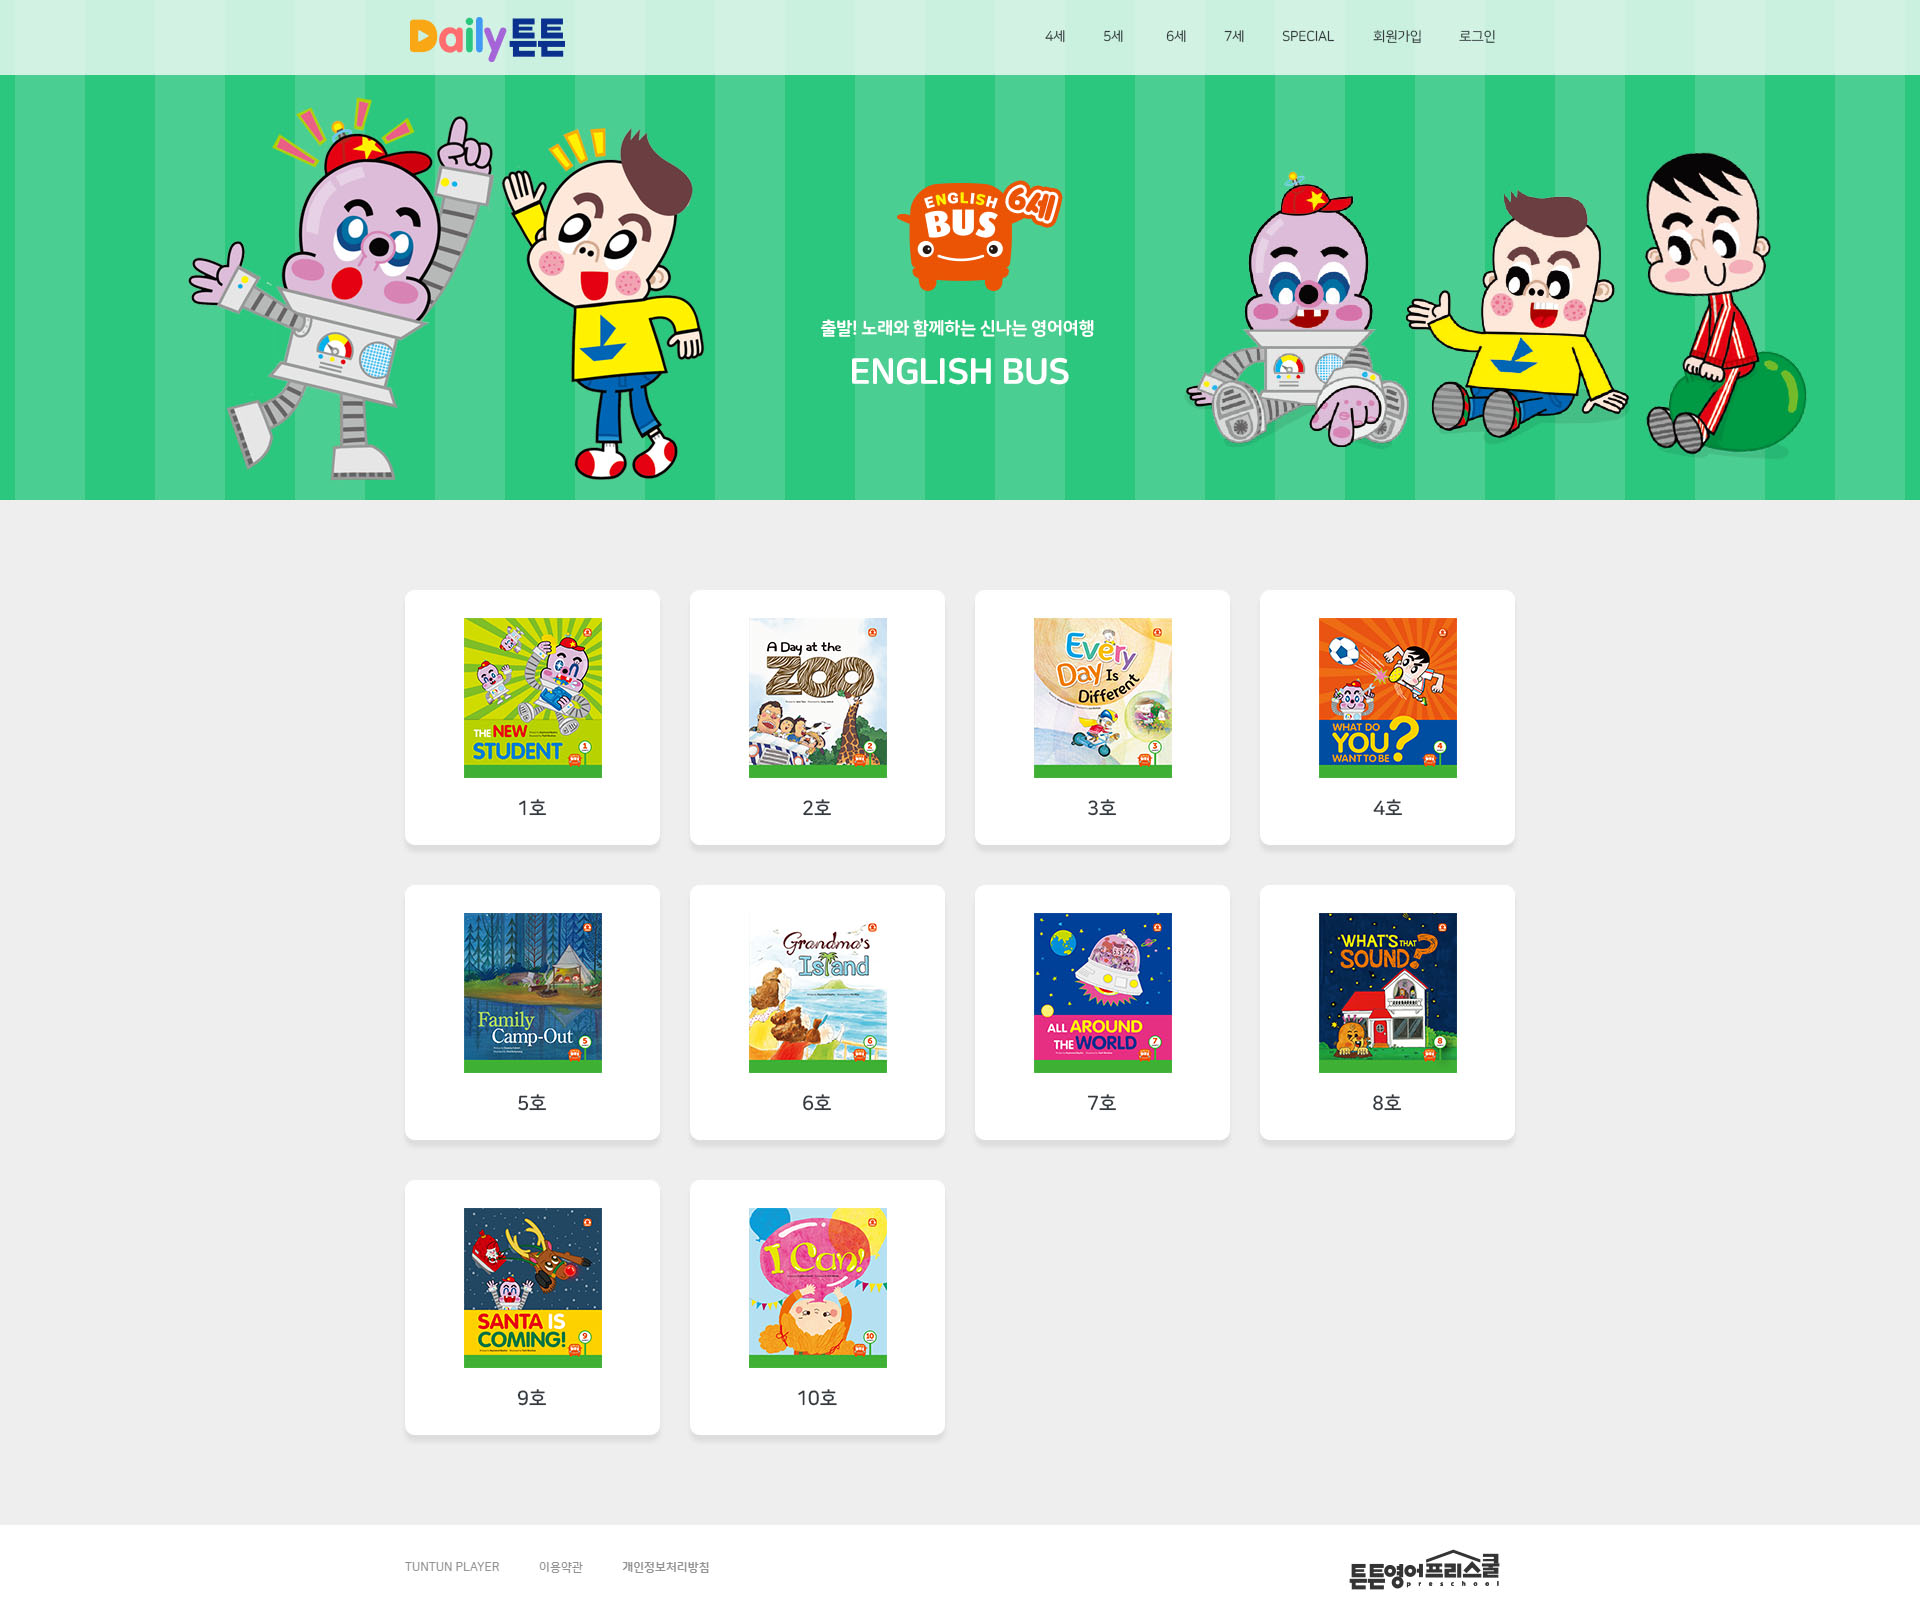 Daily 튼튼
4세 5세 6세 7세 SPECIAL 회원가입 로그인
ENGLISH BUS 6세
출발! 노래와 함께하는 신나는 영어여행
ENGLISH BUS
THE NEW
STUDENT
1
1호
A Day at the
ZOO
2
2호
Every
Day Is
Different
3
3호
WHAT DO
YOU?
WANT TO BE
4
4호
Family
Camp-Out
5
5호
Grandma's
Island
6
6호
ALL AROUND
THE WORLD
7
7호
WHAT'S THAT
SOUND?
8
8호
SANTA IS
COMING!
9
9호
I Can!
10
10호
TUNTUN PLAYER 이용약관 개인정보처리방침
튼튼영어프리스쿨
preschool